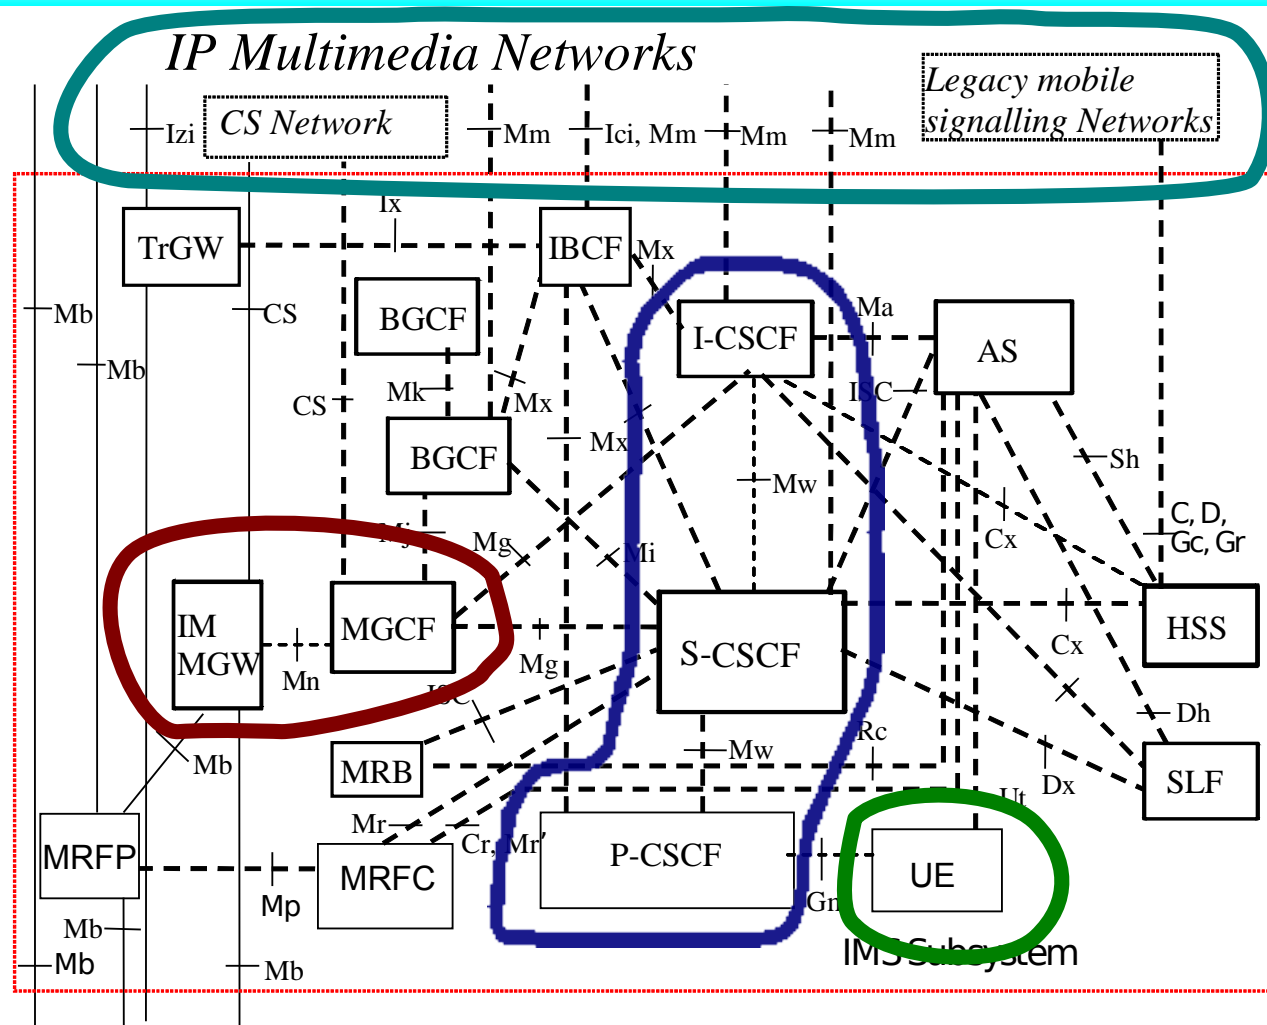 IP Multimedia Networks
Legacy mobile
signalling Networks
CS Network
Izi
Mm
Ici, Mm
Mm
Mm
Ix
TrGW
IBCF
Mx
Mb
CS
BGCF
I-CSCF
Ma
AS
Mb
Mk
Mx
CS
ISC
BGCF
Mx
Mw
Sh
C, D,
Gc, Gr
Mj
Mg
Mi
Cx
IM
MGW
MGCF
Mn
Mg
S-CSCF
Cx
HSS
ISC
Dh
Mb
MRB
Mw
Rc
Dx
SLF
Ut
Mr
Cr, Mr'
MRFP
MRFC
P-CSCF
UE
Mp
Gm
Mb
Mb
Mb
IMS Subsystem